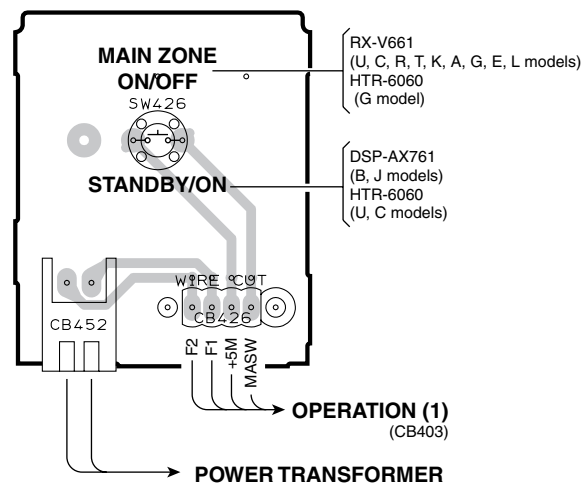 MAIN ZONE
ON/OFF
SW426
STANDBY/ON
RX-V661
(U, C, R, T, K, A, G, E, L models)
HTR-6060
(G model)
DSP-AX761
(B, J models)
HTR-6060
(U, C models)
WIRE CUT
CB452
CB426
F2
F1
+5M
MASW
OPERATION (1)
(CB403)
POWER TRANSFORMER